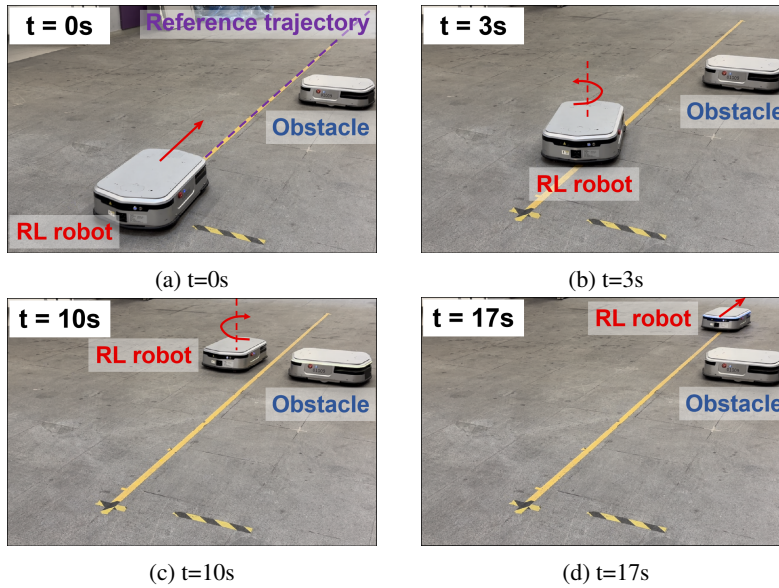 t = 0s
Reference trajectory
Obstacle
RL robot
(a) t=0s
t = 3s
Obstacle
RL robot
(b) t=3s
t = 10s
RL robot
Obstacle
(c) t=10s
t = 17s
RL robot
Obstacle
(d) t=17s